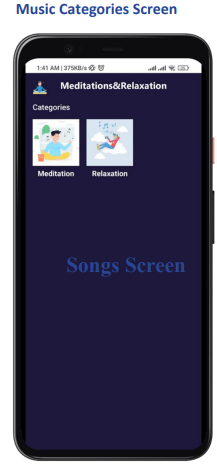 Music Categories Screen
1:41 AM | 375KB/s
Meditations&Relaxation
Categories
Meditation Relaxation
Songs Screen